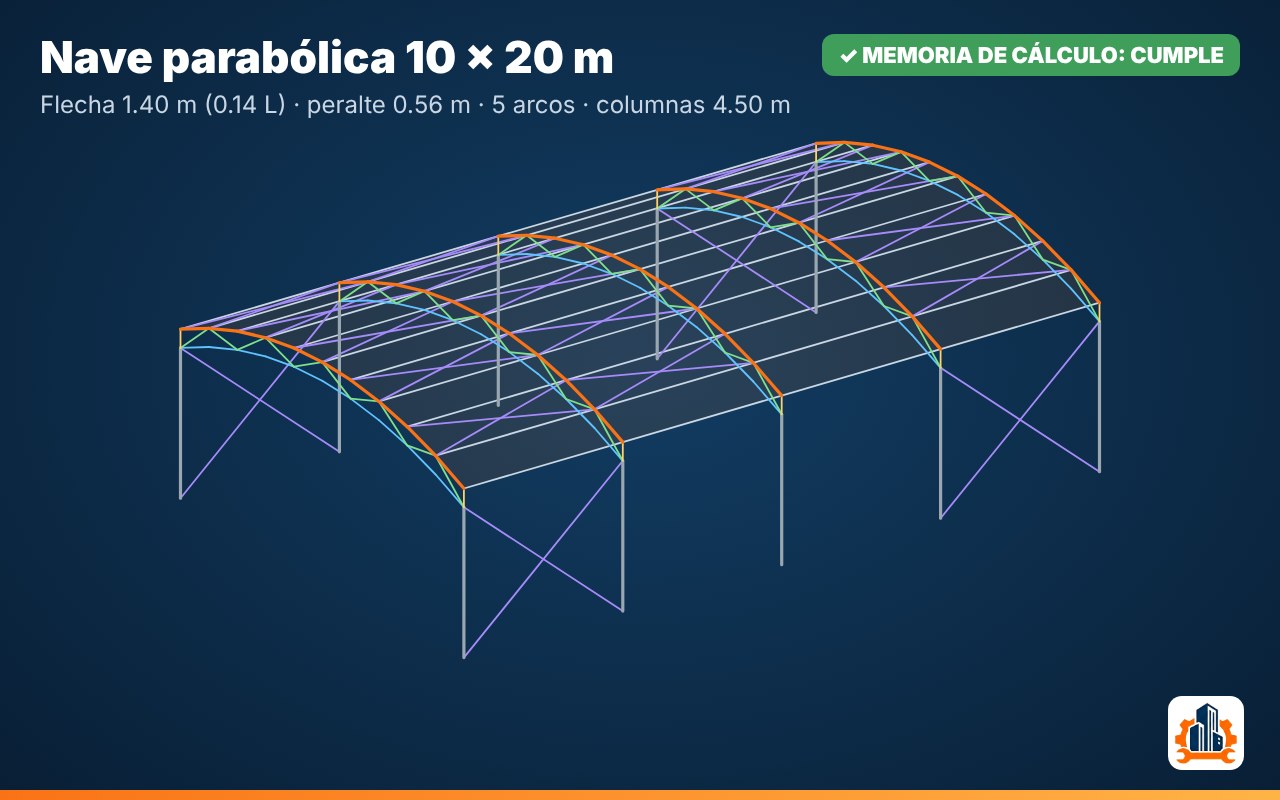 Nave parabólica 10 × 20 m
✓ MEMORIA DE CÁLCULO: CUMPLE
Flecha 1.40 m (0.14 L) · peralte 0.56 m · 5 arcos · columnas 4.50 m